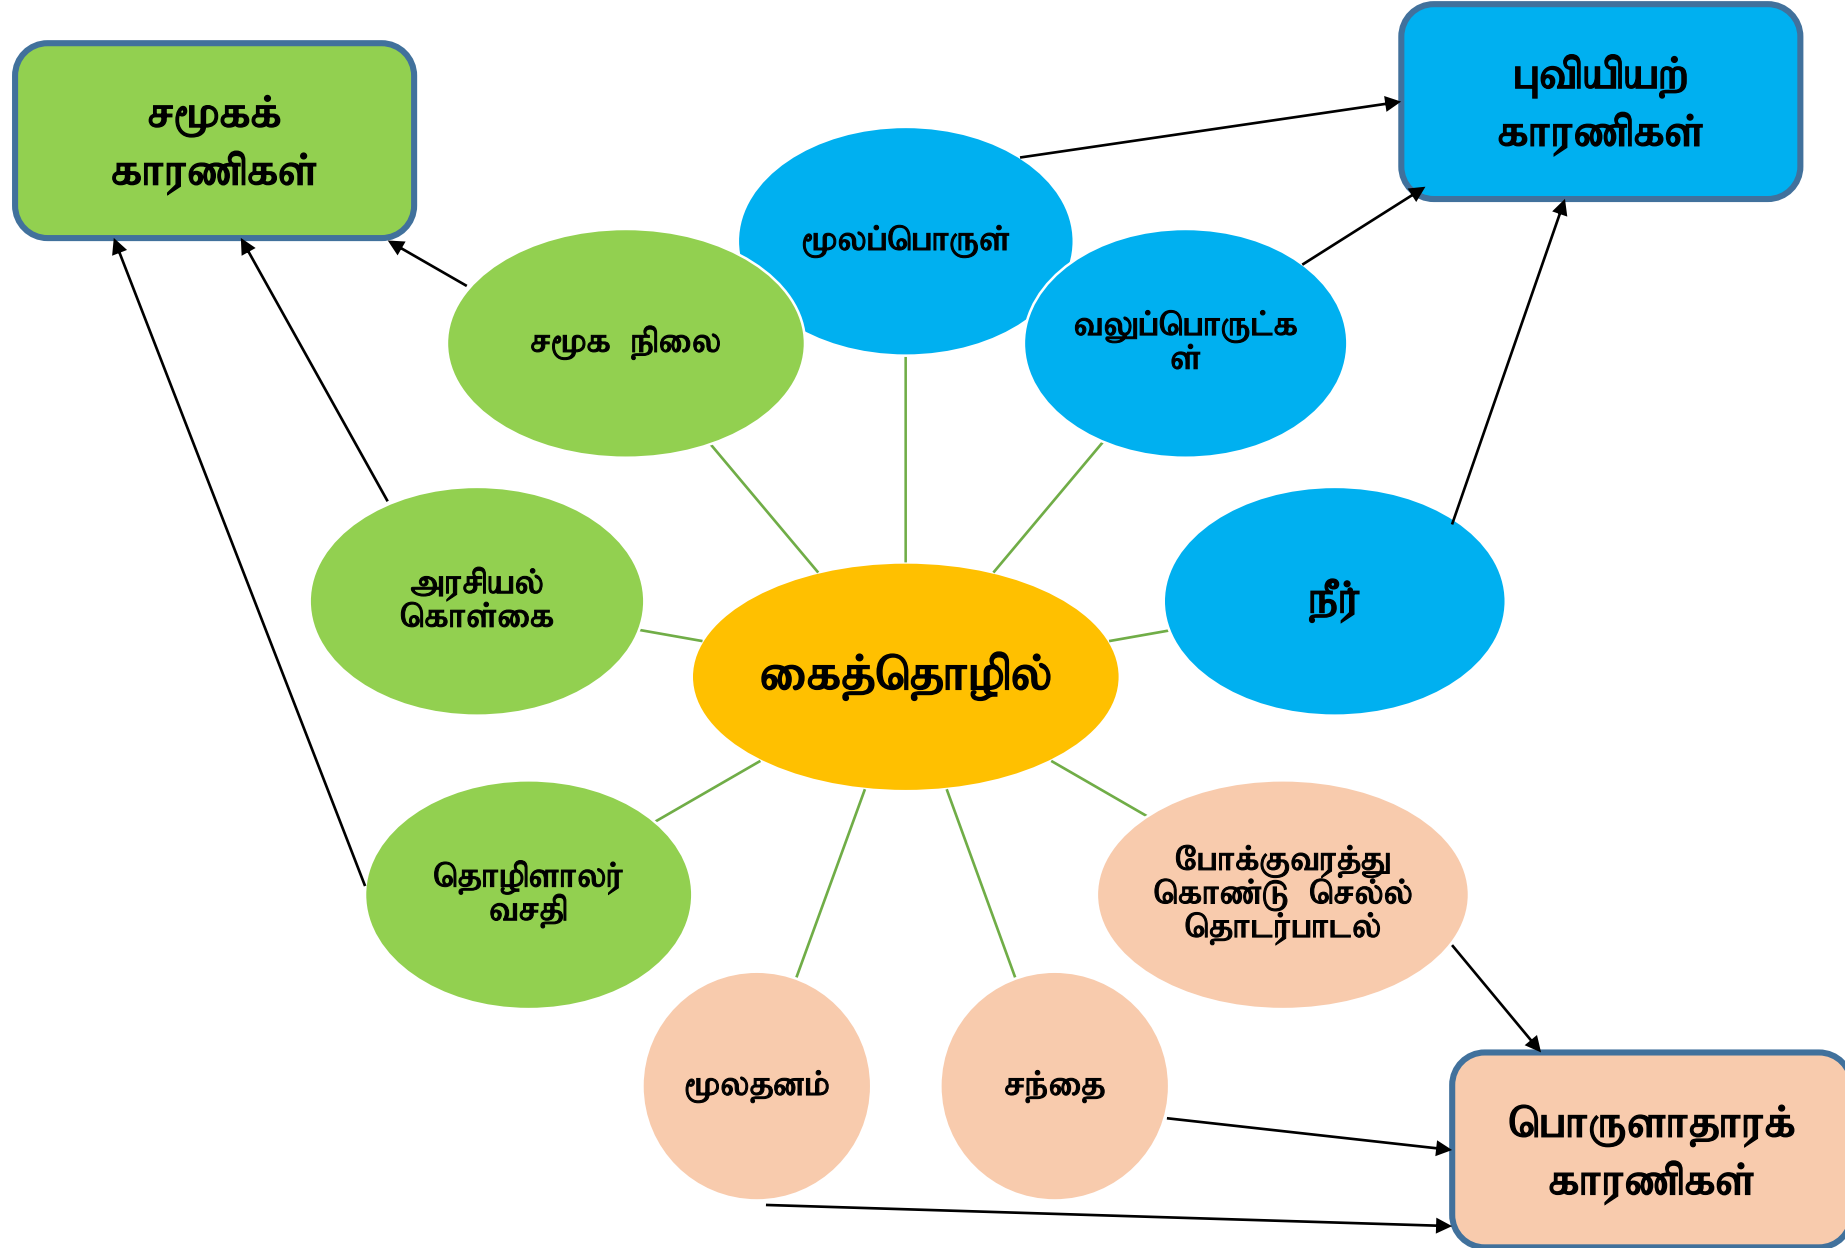 சமூகக்
காரணிகள்
புவியியற்
காரணிகள்
மூலப்பொருள்
சமூக நிலை
வலுப்பொருட்க
ள்
அரசியல்
கொள்கை
நீர்
கைத்தொழில்
தொழிளாலர்
வசதி
போக்குவரத்து
கொண்டு செல்ல்
தொடர்பாடல்
மூலதனம்
சந்தை
பொருளாதாரக்
காரணிகள்